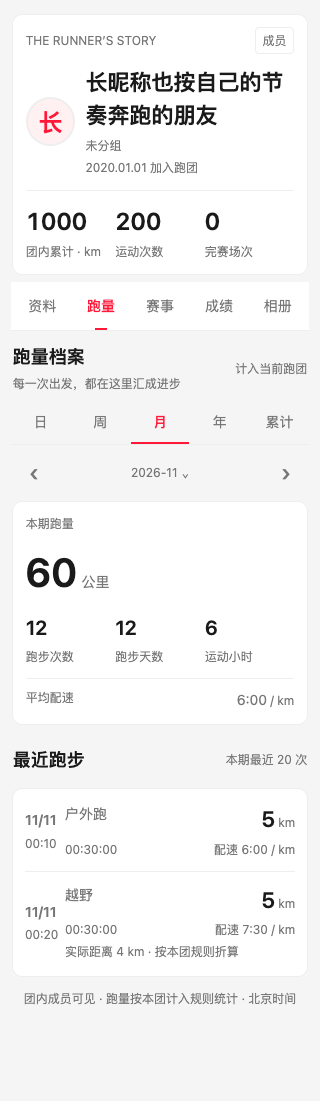 THE RUNNER'S STORY
成员
长
长昵称也按自己的节
奏奔跑的朋友
未分组
2020.01.01 加入跑团
1000 200 0
团内累计 · km 运动次数 完赛场次
资料 跑量 赛事 成绩 相册
跑量档案
每一次出发，都在这里汇成进步
计入当前跑团
日 周 月 年 累计
‹ 2026-11 ⌄ ›
本期跑量
60 公里
12 12 6
跑步次数 跑步天数 运动小时
平均配速 6:00 / km
最近跑步 本期最近 20 次
11/11 户外跑 5 km
00:10 00:30:00 配速 6:00 / km
越野 5 km
11/11
00:20 00:30:00 配速 7:30 / km
实际距离 4 km · 按本团规则折算
团内成员可见 · 跑量按本团计入规则统计 · 北京时间